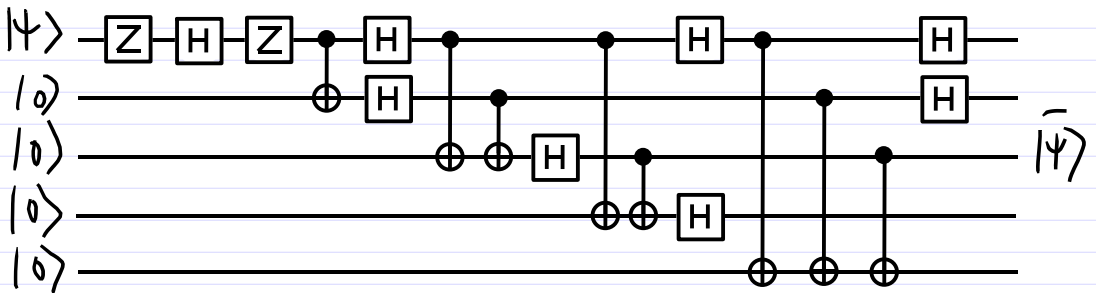 |ψ⟩ Z H Z H H H
|0⟩ H H
|0⟩ H |ψ̅⟩
|0⟩ H
|0⟩